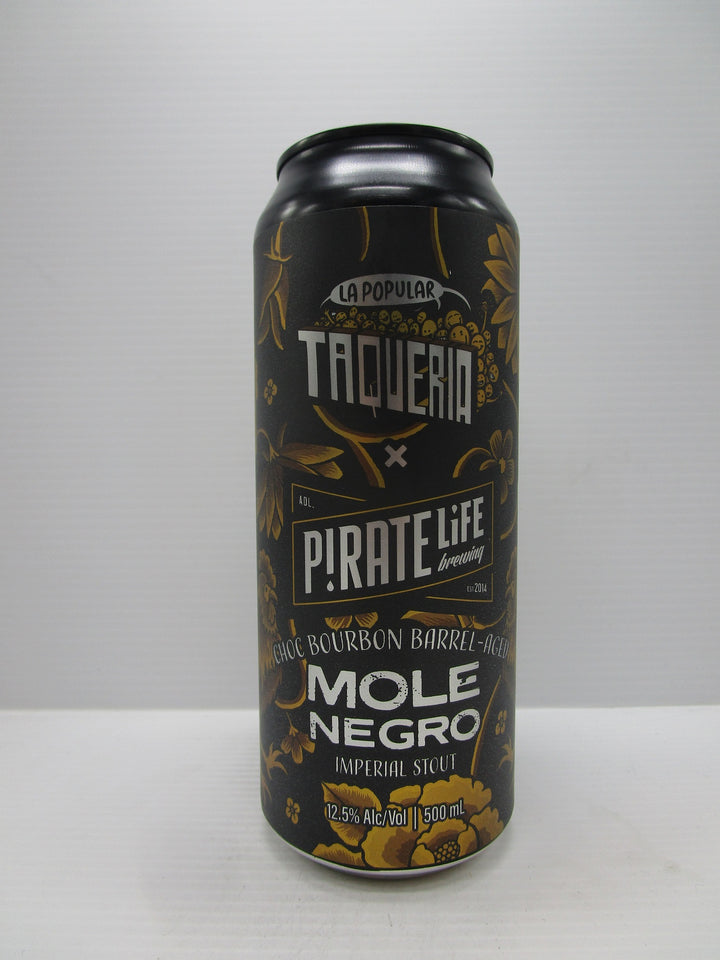 LA POPULAR
TAQUERIA
×
ADL.
P!RATE LiFE
brewing
EST 2014
CHOC BOURBON BARREL-AGED
MOLE
NEGRO
IMPERIAL STOUT
12.5% Alc/Vol | 500 mL